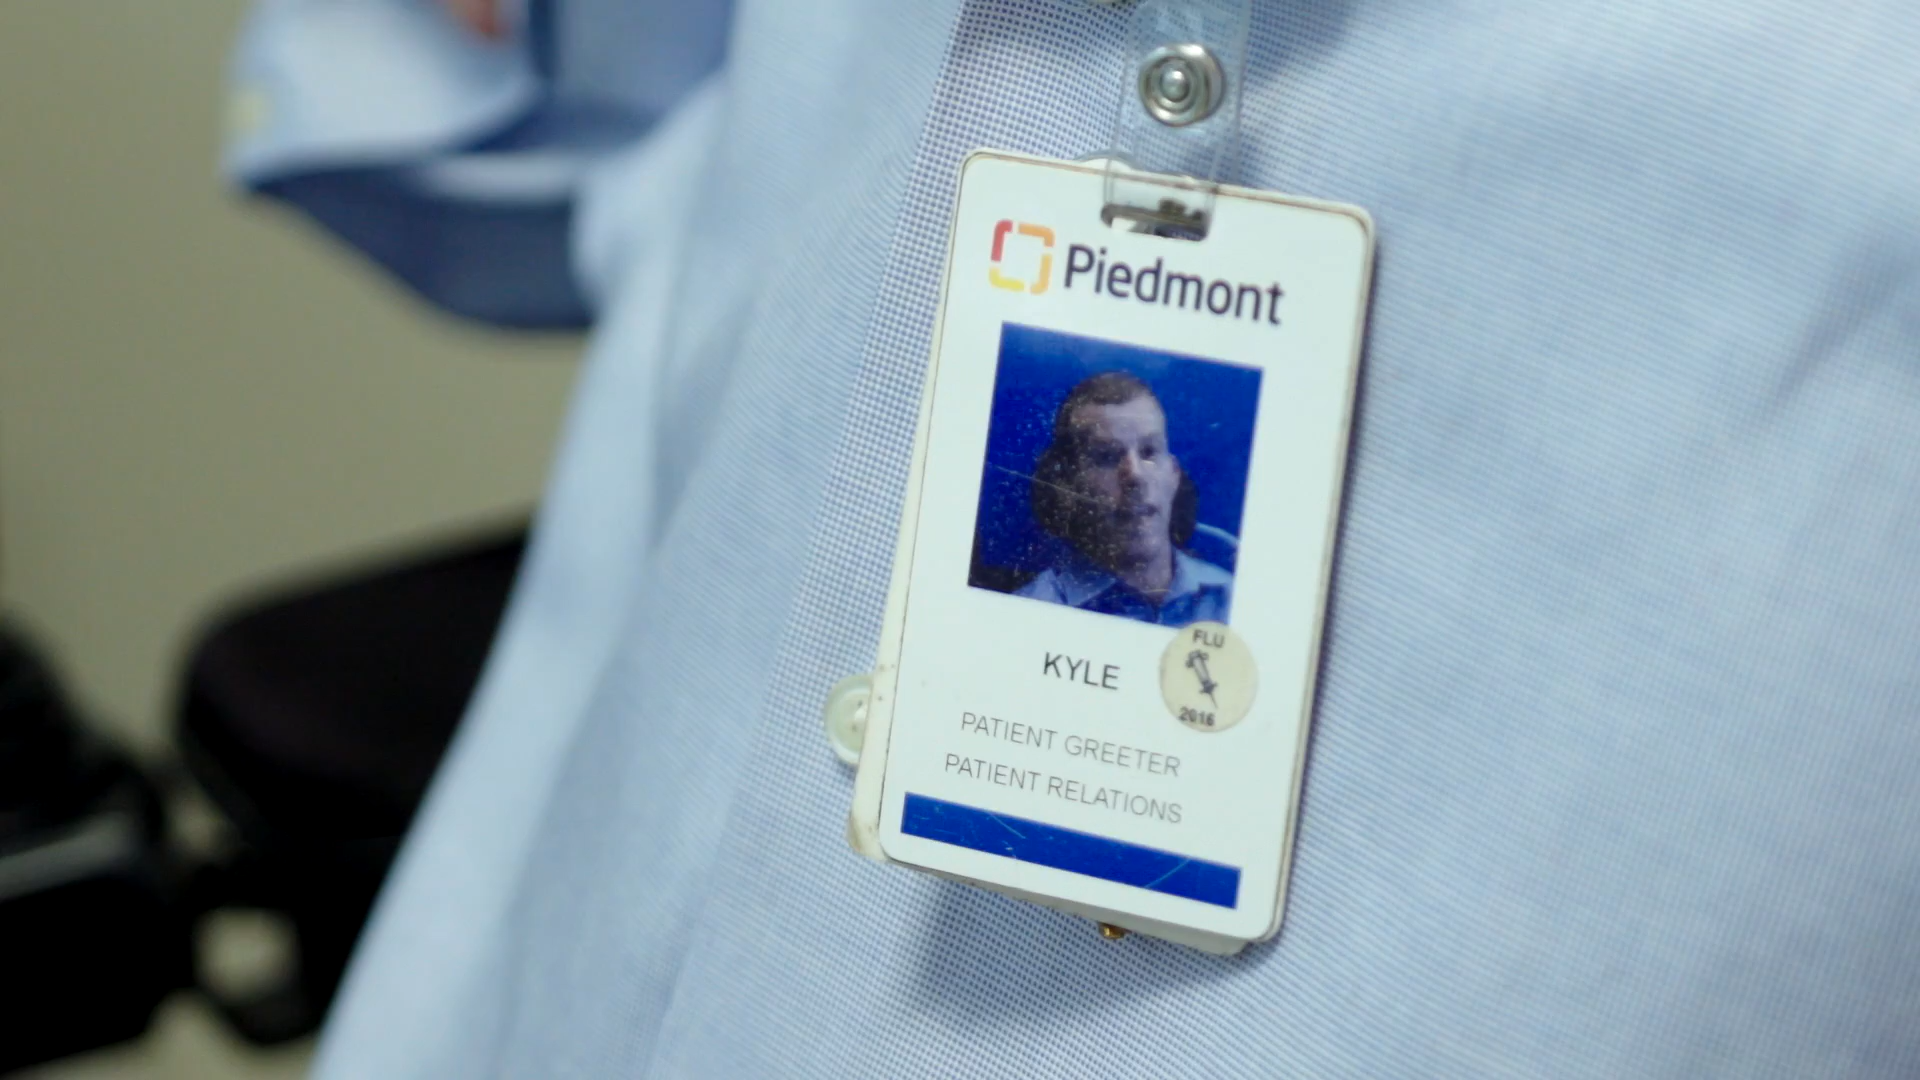 Piedmont
KYLE
FLU
2016
PATIENT GREETER
PATIENT RELATIONS